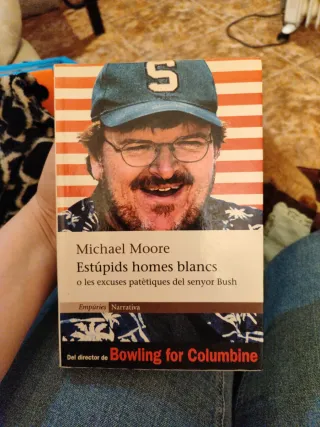 S
Michael Moore
Estúpids homes blancs
o les excuses patètiques del senyor Bush
Empúries Narrativa
Del director de Bowling for Columbine